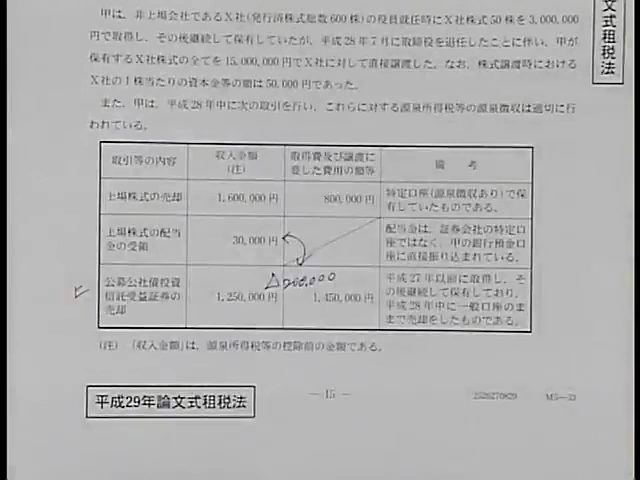 甲は、非上場会社であるX社(発行済株式総数600株)の役員就任時にX社株式50株を3,000,000
円で取得し、その後継続して保有していたが、平成28年7月に取締役を退任したことに伴い、甲が
保有するX社株式の全てを15,000,000円でX社に対して直接譲渡した。なお、株式譲渡時における
X社の1株当たりの資本金等の額は50,000円であった。
また、甲は、平成28年中に次の取引を行い、これらに対する源泉所得税等の源泉徴収は適切に行
われている。
取引等の内容 収入金額(注) 取得費及び譲渡に要した費用の額等 備考
上場株式の売却 1,600,000円 800,000円 特定口座(源泉徴収あり)で保有していたものである。
上場株式の配当金の受領 30,000円 配当金は、証券会社の特定口座ではなく、甲の銀行預金口座に直接振り込まれている。
△200,000
公募公社債投資信託受益証券の売却 1,250,000円 1,450,000円 平成27年以前に取得し、その後継続して保有しており、平成28年中に一般口座のままで売却をしたものである。
(注) 「収入金額」は、源泉所得税等の控除前の金額である。
— 15 —
2526270829 M5—33
平成29年論文式租税法
文式租税法